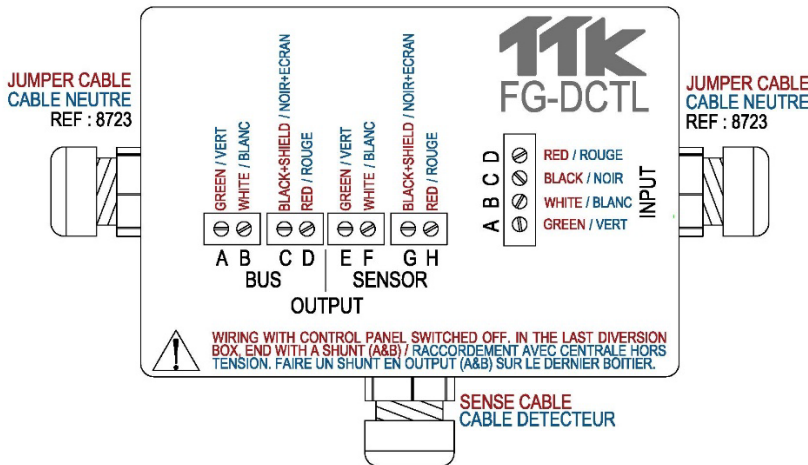 TTK
FG-DCTL
JUMPER CABLE
CABLE NEUTRE
REF : 8723
JUMPER CABLE
CABLE NEUTRE
REF : 8723
GREEN / VERT
WHITE / BLANC
BLACK+SHIELD / NOIR+ECRAN
RED / ROUGE
GREEN / VERT
WHITE / BLANC
BLACK+SHIELD / NOIR+ECRAN
RED / ROUGE
A B C D E F G H
BUS SENSOR
OUTPUT
D RED / ROUGE
C BLACK / NOIR
B WHITE / BLANC
A GREEN / VERT
INPUT
WIRING WITH CONTROL PANEL SWITCHED OFF. IN THE LAST DIVERSION
BOX, END WITH A SHUNT (A&B) / RACCORDEMENT AVEC CENTRALE HORS
TENSION. FAIRE UN SHUNT EN OUTPUT (A&B) SUR LE DERNIER BOITIER.
SENSE CABLE
CABLE DETECTEUR